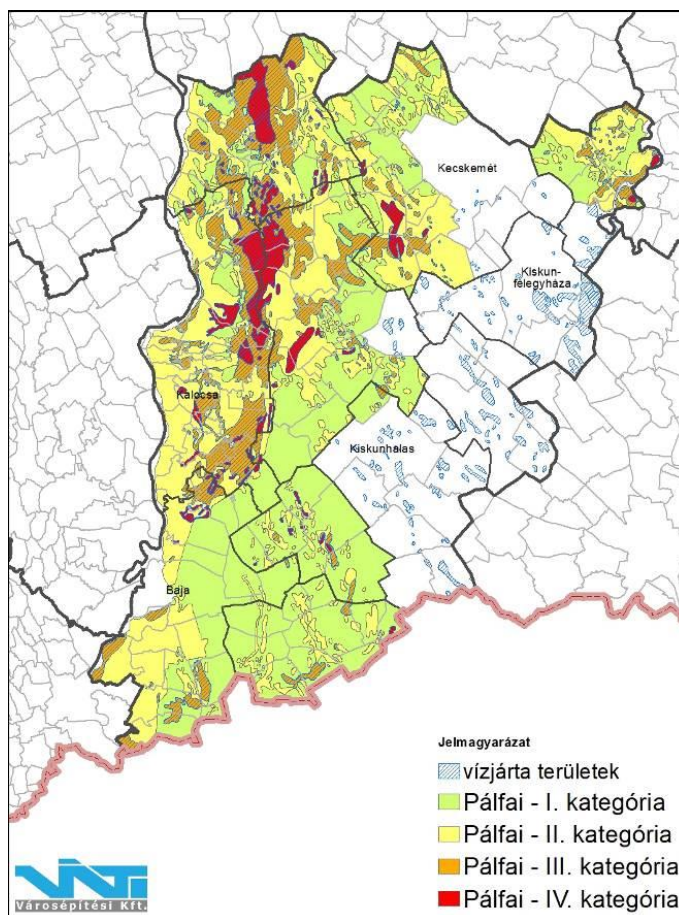 Kecskemét
Kiskun-
félegyháza
Kalocsa
Kiskunhalas
Baja
Jelmagyarázat
vízjárta területek
Pálfai - I. kategória
Pálfai - II. kategória
Pálfai - III. kategória
Pálfai - IV. kategória
VÁTI
Városépítési Kft.